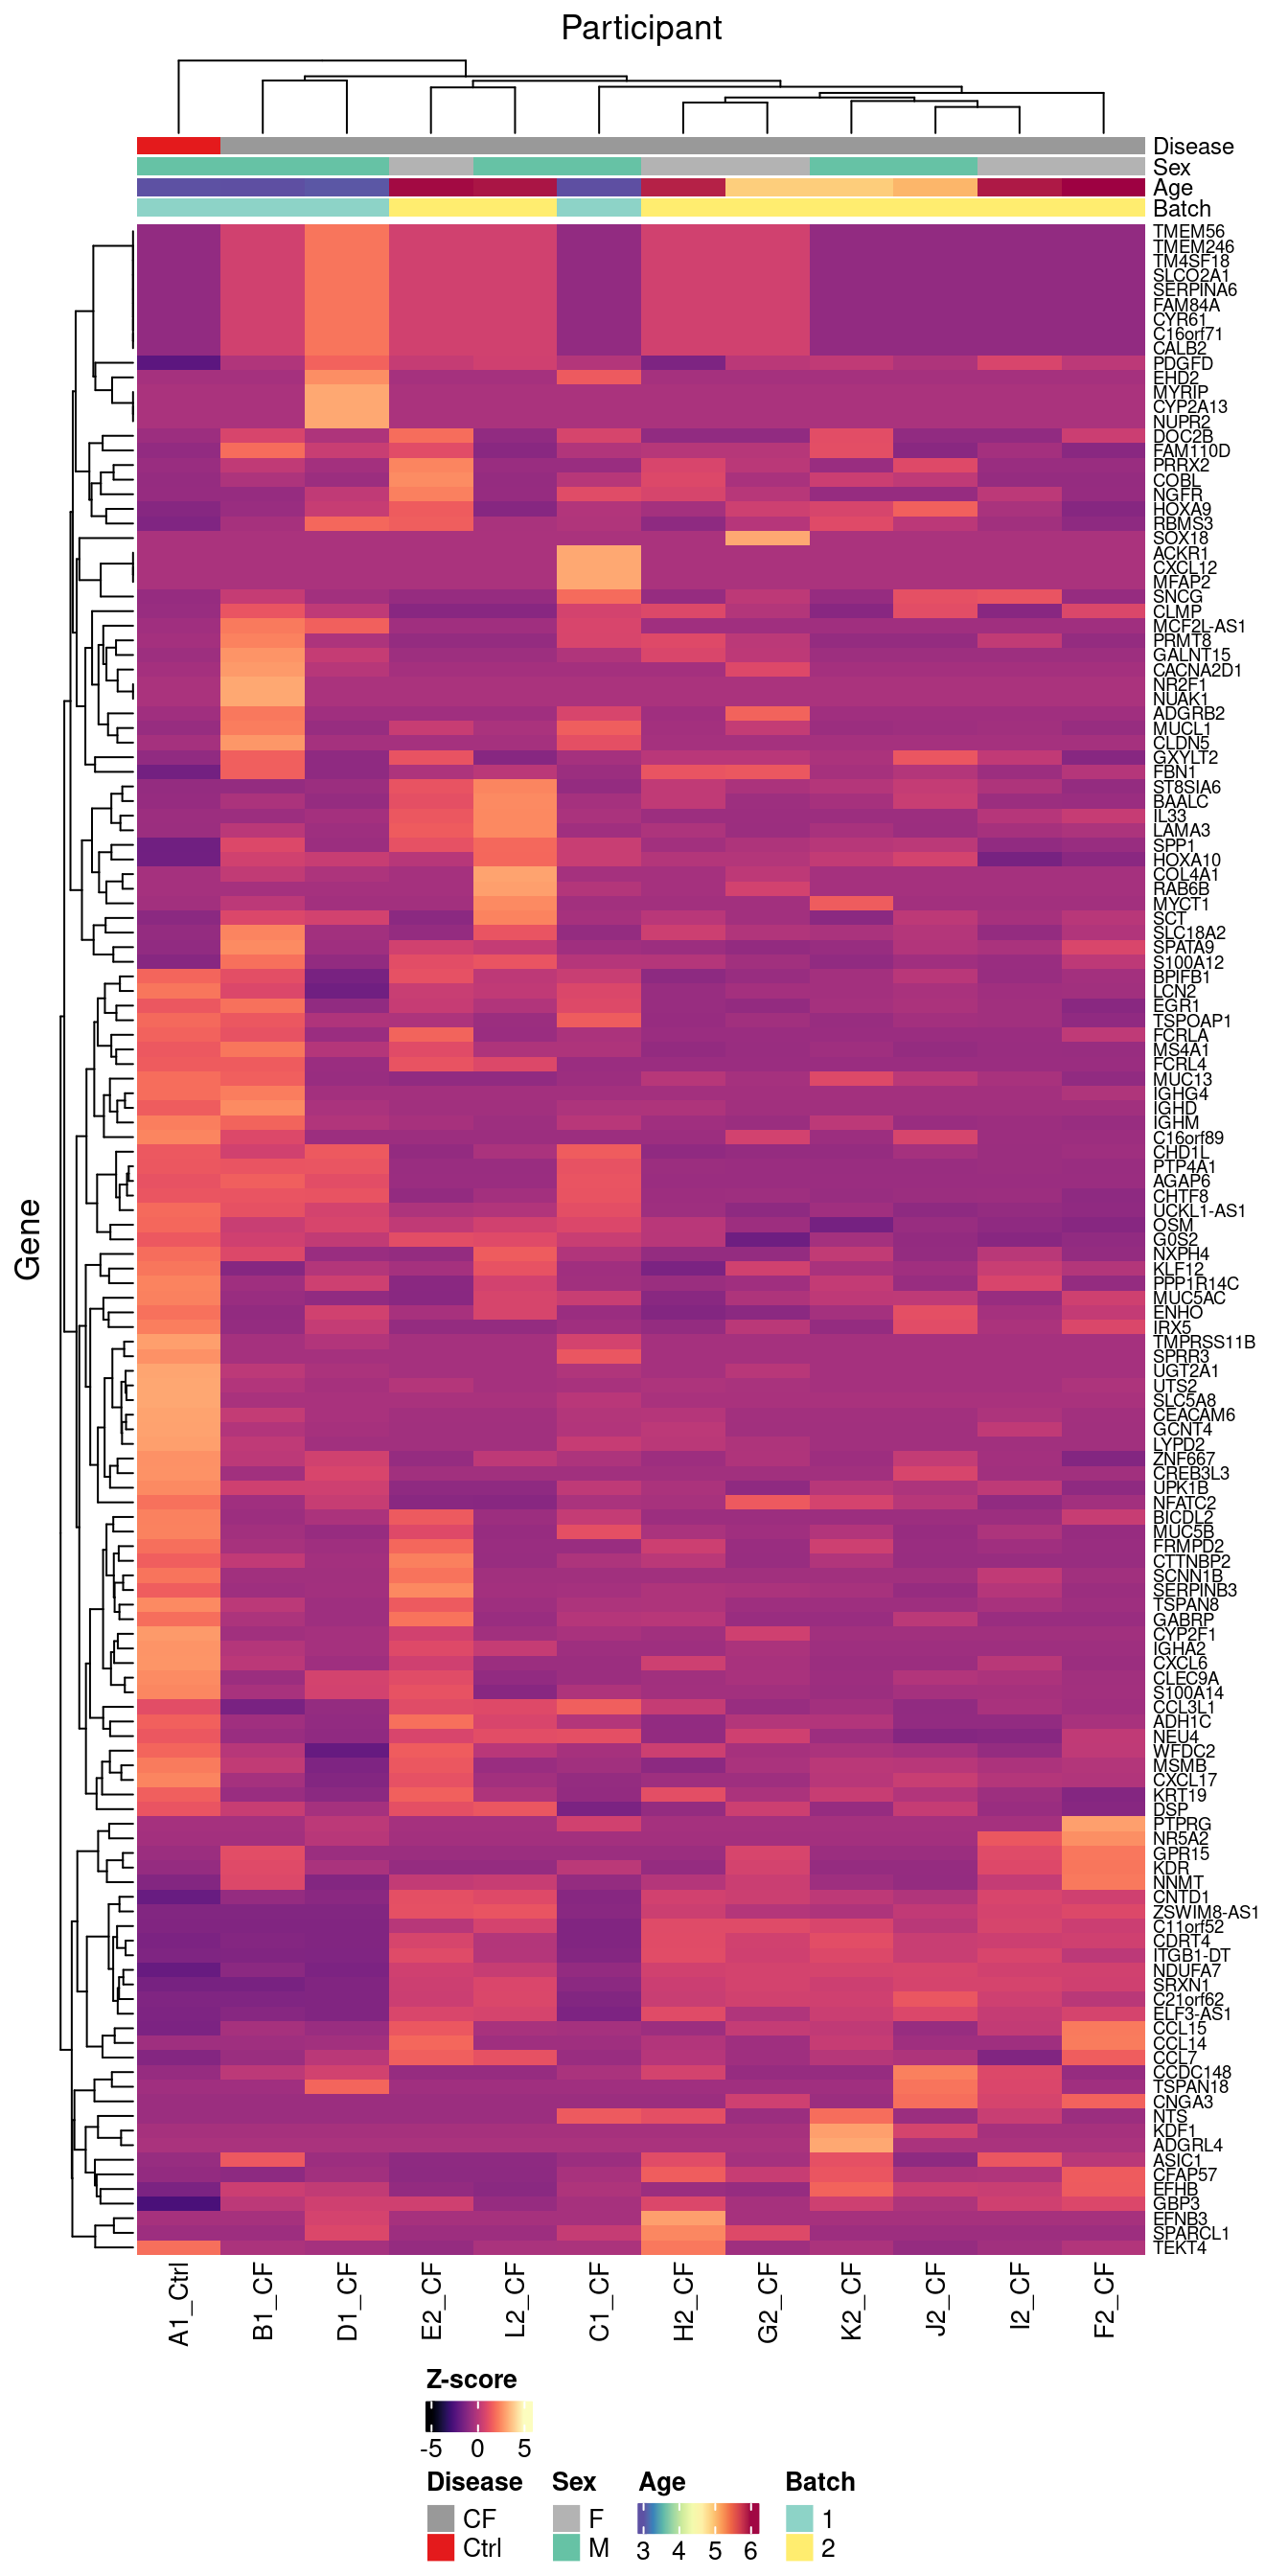 Participant
Disease
Sex
Age
Batch
TMEM56
TMEM246
TM4SF18
SLCO2A1
SERPINA6
FAM84A
CYR61
C16orf71
CALB2
PDGFD
EHD2
MYRIP
CYP2A13
NUPR2
DOC2B
FAM110D
PRRX2
COBL
NGFR
HOXA9
RBMS3
SOX18
ACKR1
CXCL12
MFAP2
SNCG
CLMP
MCF2L-AS1
PRMT8
GALNT15
CACNA2D1
NR2F1
NUAK1
ADGRB2
MUCL1
CLDN5
GXYLT2
FBN1
ST8SIA6
BAALC
IL33
LAMA3
SPP1
HOXA10
COL4A1
RAB6B
MYCT1
SCT
SLC18A2
SPATA9
S100A12
BPIFB1
LCN2
EGR1
TSPOAP1
FCRLA
MS4A1
FCRL4
MUC13
IGHG4
IGHD
IGHM
C16orf89
CHD1L
PTP4A1
AGAP6
CHTF8
UCKL1-AS1
OSM
G0S2
NXPH4
KLF12
PPP1R14C
MUC5AC
ENHO
IRX5
TMPRSS11B
SPRR3
UGT2A1
UTS2
SLC5A8
CEACAM6
GCNT4
LYPD2
ZNF667
CREB3L3
UPK1B
NFATC2
BICDL2
MUC5B
FRMPD2
CTTNBP2
SCNN1B
SERPINB3
TSPAN8
GABRP
CYP2F1
IGHA2
CXCL6
CLEC9A
S100A14
CCL3L1
ADH1C
NEU4
WFDC2
MSMB
CXCL17
KRT19
DSP
PTPRG
NR5A2
GPR15
KDR
NNMT
CNTD1
ZSWIM8-AS1
C11orf52
CDRT4
ITGB1-DT
NDUFA7
SRXN1
C21orf62
ELF3-AS1
CCL15
CCL14
CCL7
CCDC148
TSPAN18
CNGA3
NTS
KDF1
ADGRL4
ASIC1
CFAP57
EFHB
GBP3
EFNB3
SPARCL1
TEKT4
Gene
A1_Ctrl
B1_CF
D1_CF
E2_CF
L2_CF
C1_CF
H2_CF
G2_CF
K2_CF
J2_CF
I2_CF
F2_CF
Z-score
-5 0 5
Disease Sex Age Batch
CF F 1
Ctrl M 3 4 5 6 2